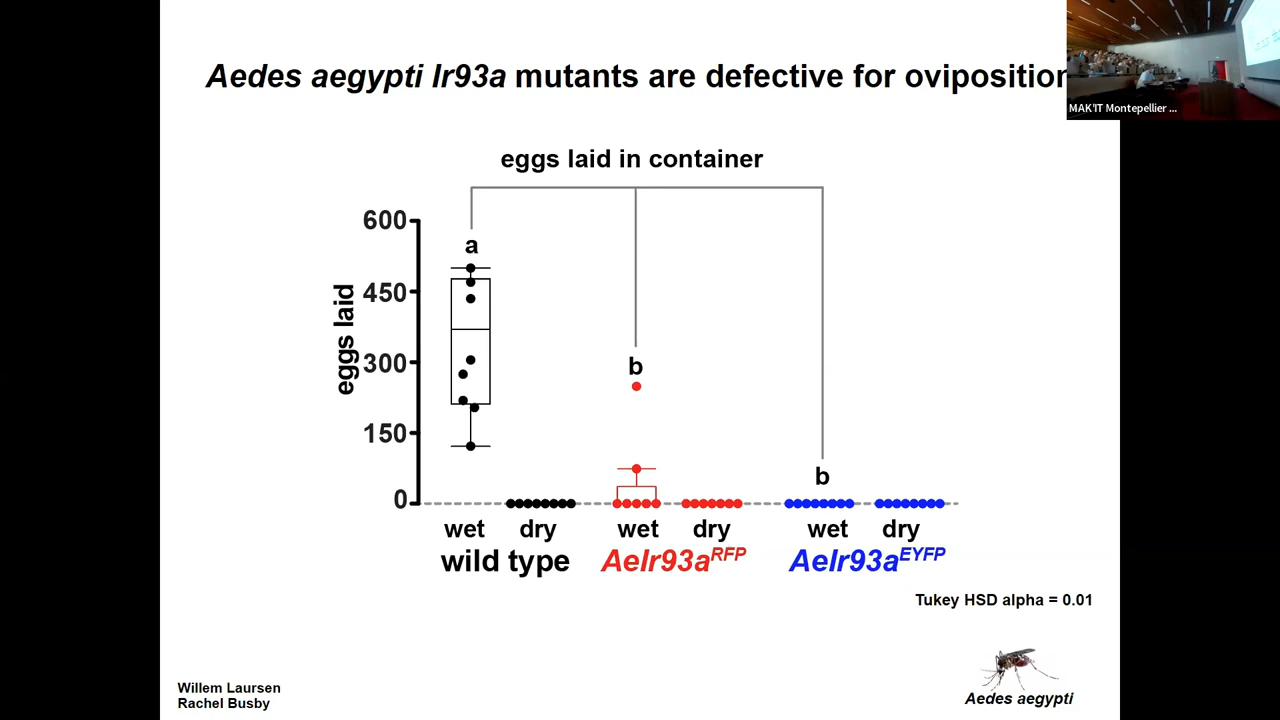 Aedes aegypti Ir93a mutants are defective for oviposition
MAK'IT Montepellier ...
eggs laid in container
600
450
300
150
0
eggs laid
a
b
b
wet
dry
wet
dry
wet
dry
wild type
AeIr93aRFP
AeIr93aEYFP
Tukey HSD alpha = 0.01
Willem Laursen
Rachel Busby
Aedes aegypti